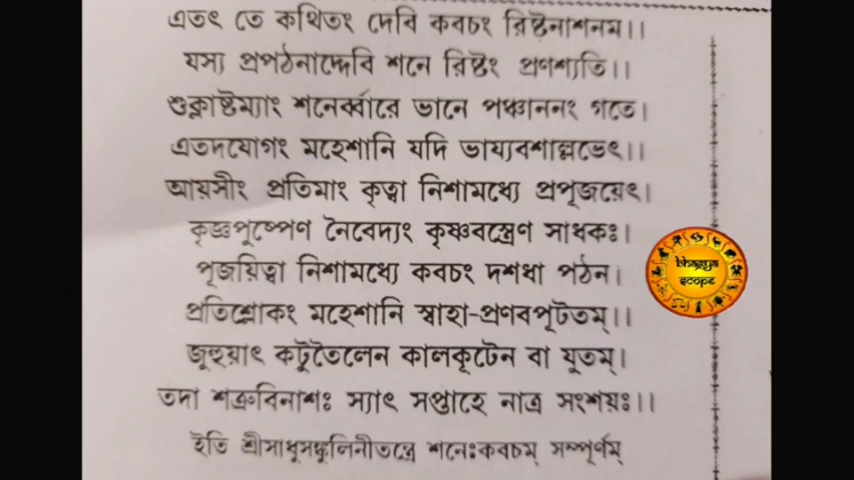 এতৎ তে কথিতং দেবি কবচং রিষ্টনাশনম।।
যস্য প্রপঠনাদ্দেবি শনে রিষ্টং প্রণশ্যতি।।
শুক্লাষ্টম্যাং শনের্ব্বারে ভানে পঞ্চাননং গতে।
এতদযোগং মহেশানি যদি ভায্যবশাল্লভেৎ।।
আয়সীং প্রতিমাং কৃত্বা নিশামধ্যে প্রপূজয়েৎ।
কৃষ্ণপুষ্পেণ নৈবেদ্যং কৃষ্ণবস্ত্রেণ সাধকঃ।
পূজয়িত্বা নিশামধ্যে কবচং দশধা পঠন।
প্রতিশ্লোকং মহেশানি স্বাহা-প্রণবপূটতম্।।
জুহুয়াৎ কটুতৈলেন কালকূটেন বা যুতম্।
তদা শত্রুবিনাশঃ স্যাৎ সপ্তাহে নাত্র সংশয়ঃ।।
ইতি শ্রীসাধুসঙ্কুলিনীতন্ত্রে শনেঃকবচম্ সম্পূর্ণম্
bhagya
scope